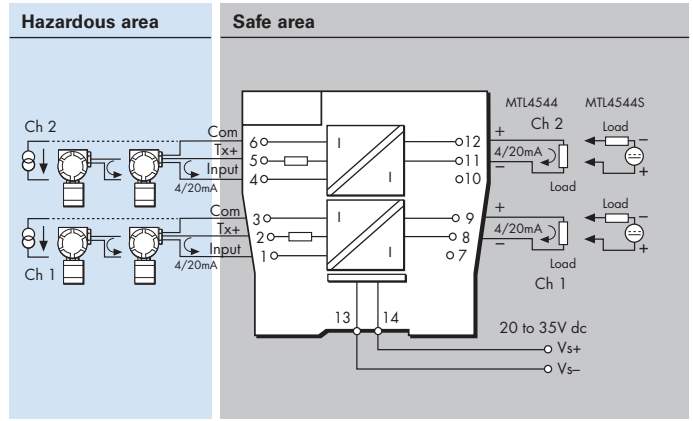 Hazardous area
Safe area
MTL4544 MTL4544S
Ch 2
Com
Tx+
Input
4/20mA
6
5
4
I
I
12
11
10
+
Ch 2
4/20mA
−
Load
Load
−
+
Com
Tx+
Input
4/20mA
Ch 1
3
2
1
I
I
9
8
7
+
4/20mA
−
Load
Ch 1
Load
−
+
13 14
20 to 35V dc
Vs+
Vs–